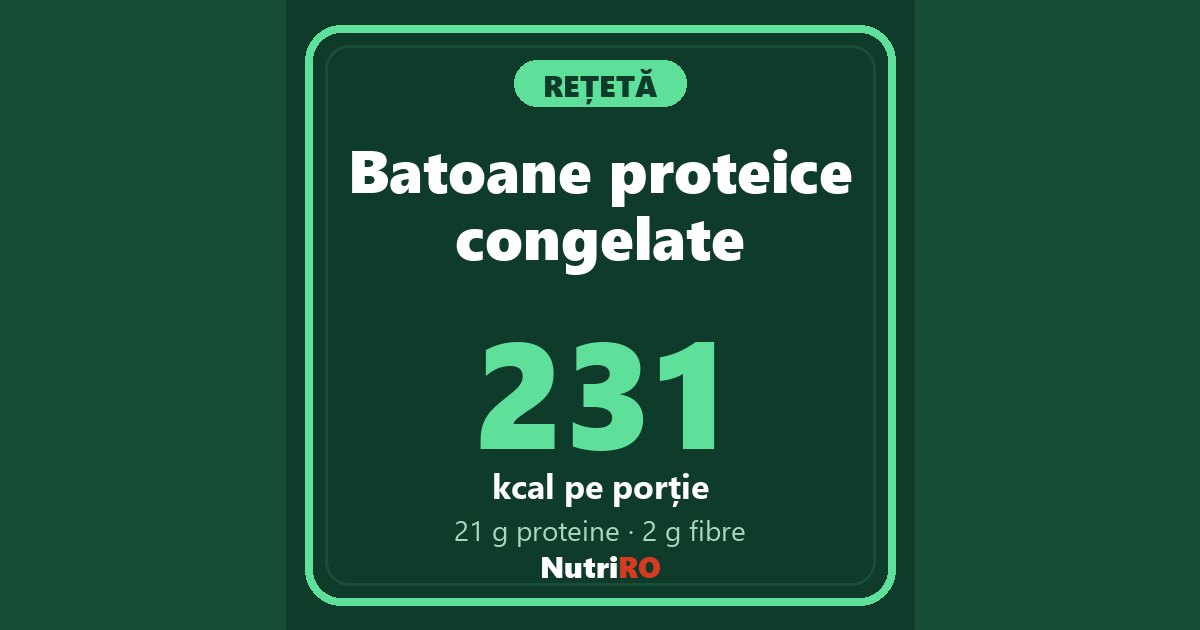 REȚETĂ
Batoane proteice
congelate
231
kcal pe porție
21 g proteine · 2 g fibre
NutriRO